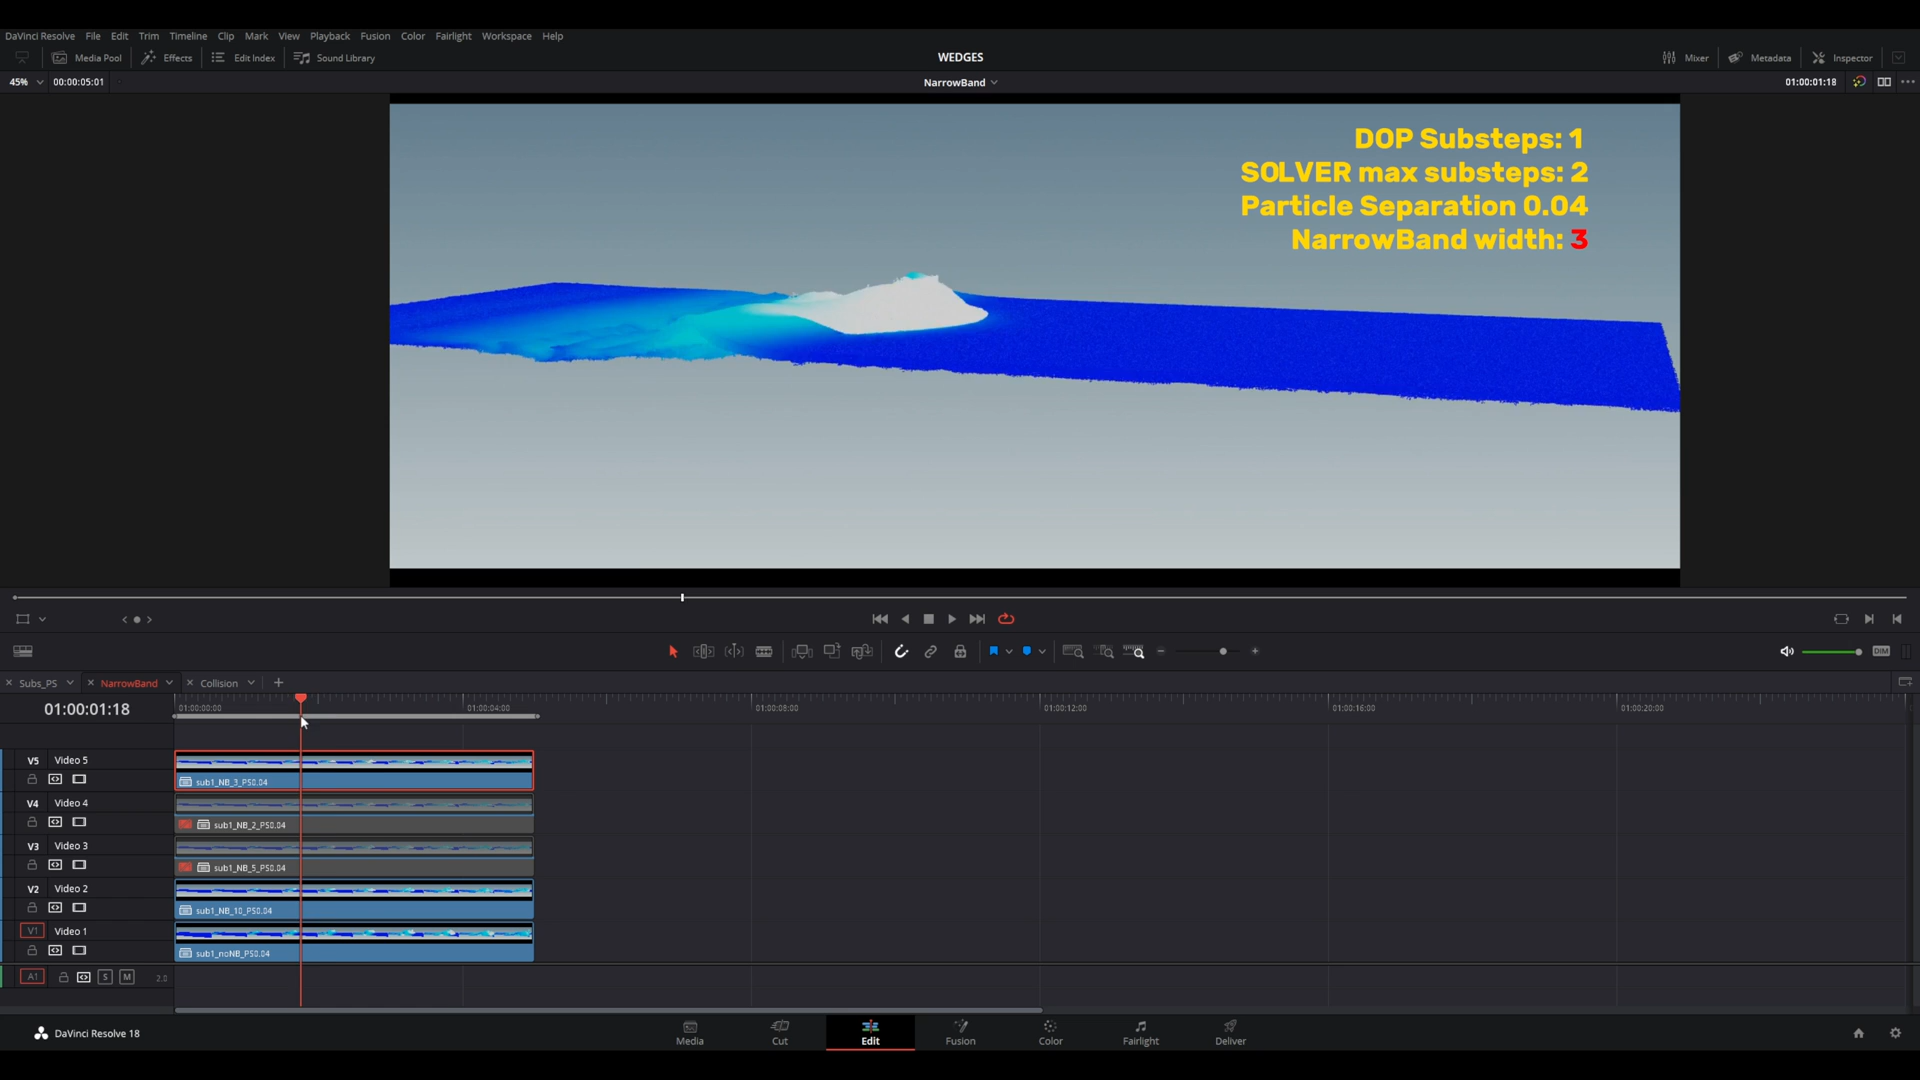 DaVinci Resolve File Edit Trim Timeline Clip Mark View Playback Fusion Color Fairlight Workspace Help
Media Pool Effects Edit Index Sound Library WEDGES Mixer Metadata Inspector
45% 00:00:05:01 NarrowBand 01:00:01:18
DOP Substeps: 1
SOLVER max substeps: 2
Particle Separation 0.04
NarrowBand width: 3
DIM
Subs_PS NarrowBand Collision
01:00:01:18 01:00:00:00 01:00:04:00 01:00:08:00 01:00:12:00 01:00:16:00 01:00:20:00
V5 Video 5
sub1_NB_3_PS0.04
V4 Video 4
sub1_NB_2_PS0.04
V3 Video 3
sub1_NB_5_PS0.04
V2 Video 2
sub1_NB_10_PS0.04
V1 Video 1
sub1_noNB_PS0.04
A1 S M 2.0
DaVinci Resolve 18 Media Cut Edit Fusion Color Fairlight Deliver